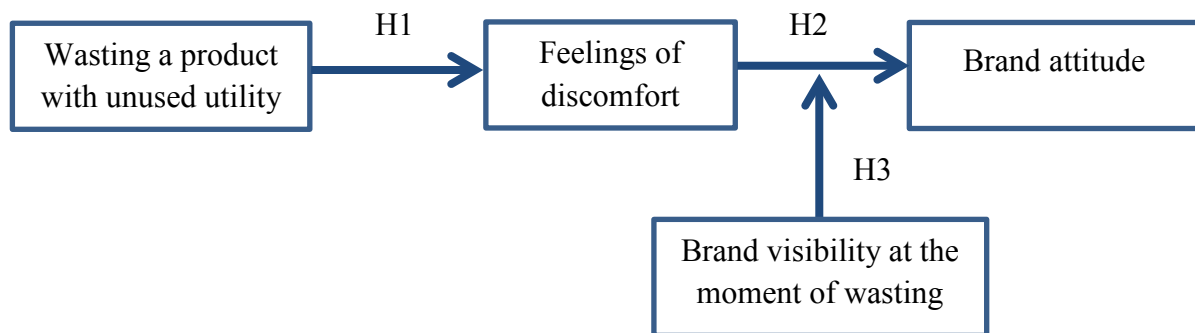 H1
H2
Wasting a product
with unused utility
Feelings of
discomfort
Brand attitude
H3
Brand visibility at the
moment of wasting